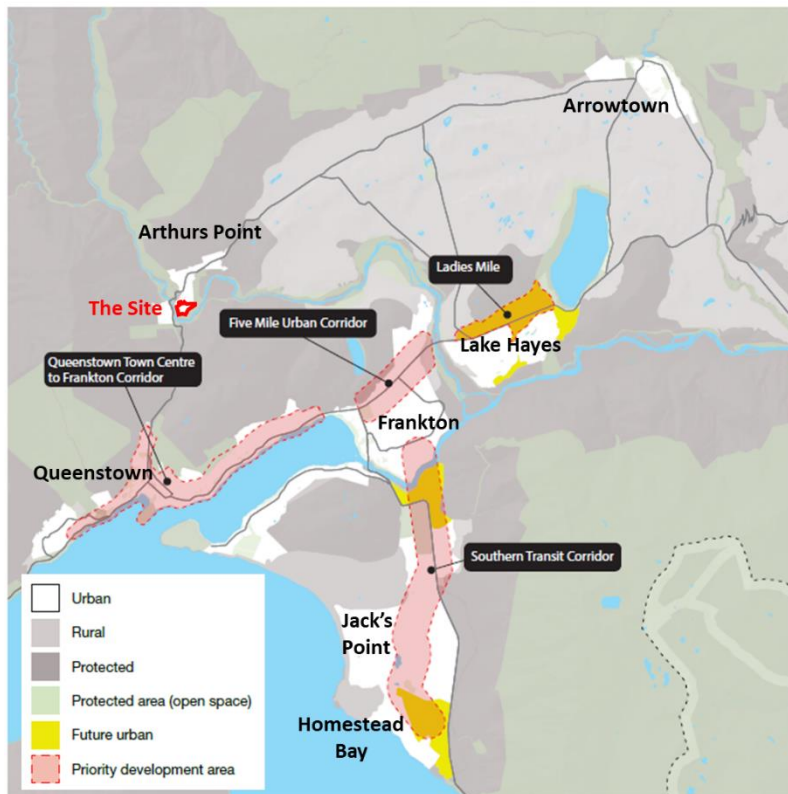 Arrowtown
Arthurs Point
Ladies Mile
The Site
Five Mile Urban Corridor
Lake Hayes
Queenstown Town Centre
to Frankton Corridor
Frankton
Queenstown
Southern Transit Corridor
Jack's
Point
Homestead
Bay
Urban
Rural
Protected
Protected area (open space)
Future urban
Priority development area